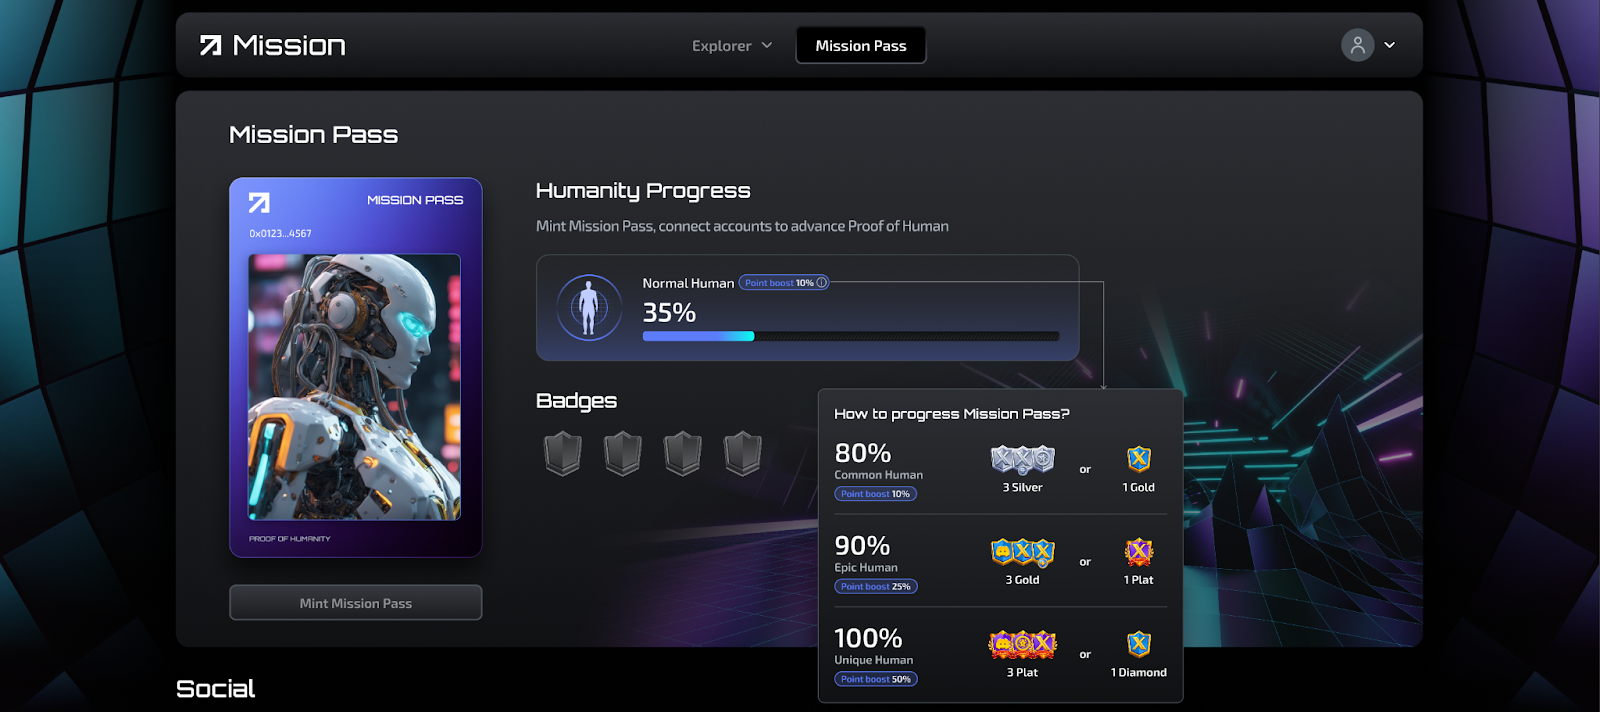 Mission
Explorer
Mission Pass
Mission Pass
MISSION PASS
0x0123...4567
PROOF OF HUMANITY
Mint Mission Pass
Humanity Progress
Mint Mission Pass, connect accounts to advance Proof of Human
Normal Human Point boost 10%
35%
Badges
How to progress Mission Pass?
80%
Common Human
Point boost 10%
3 Silver
or
1 Gold
90%
Epic Human
Point boost 25%
3 Gold
or
1 Plat
100%
Unique Human
Point boost 50%
3 Plat
or
1 Diamond
Social